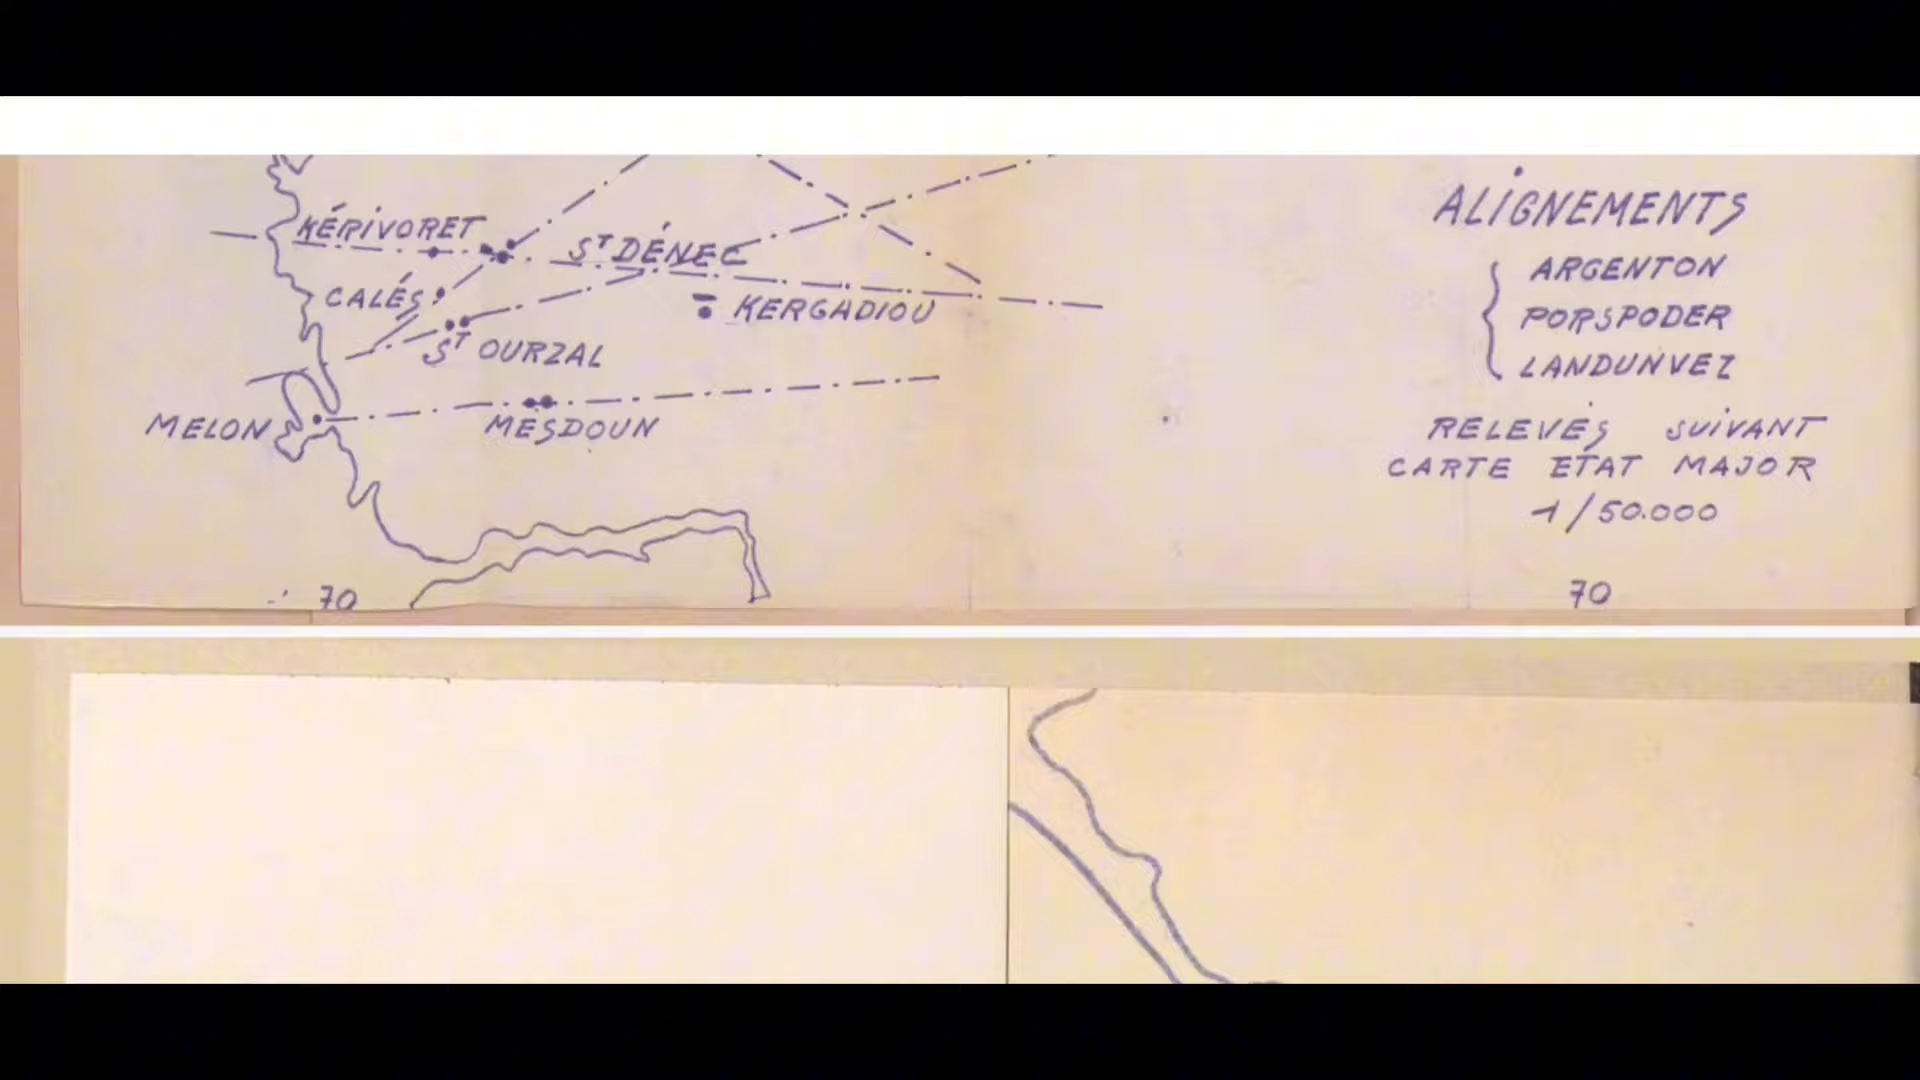 KÉRIVORET
ST DÉNEC
CALÉS
KERGADIOU
ST OURZAL
MELON
MESDOUN
70
ALIGNEMENTS
ARGENTON
PORSPODER
LANDUNVEZ
RELEVÉS SUIVANT
CARTE ETAT MAJOR
1/50.000
70